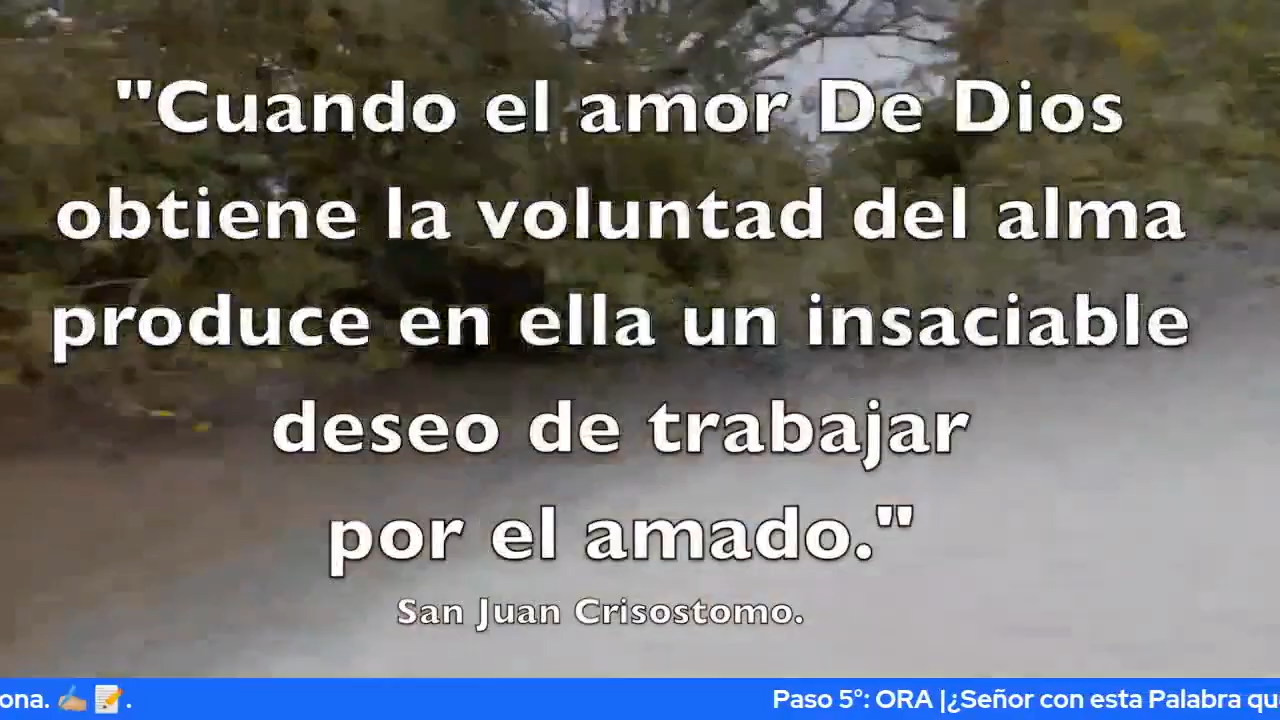 "Cuando el amor De Dios
obtiene la voluntad del alma
produce en ella un insaciable
deseo de trabajar
por el amado."
San Juan Crisostomo.
ona. ✍🏼 📝 . Paso 5º: ORA |¿Señor con esta Palabra qu